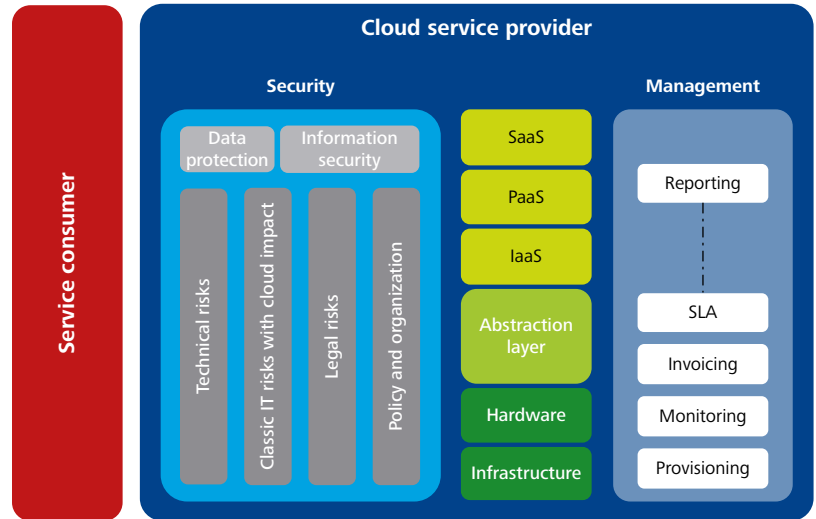 Service consumer
Cloud service provider
Security
Data
protection
Information
security
Technical risks
Classic IT risks with cloud impact
Legal risks
Policy and organization
SaaS
PaaS
IaaS
Abstraction
layer
Hardware
Infrastructure
Management
Reporting
SLA
Invoicing
Monitoring
Provisioning